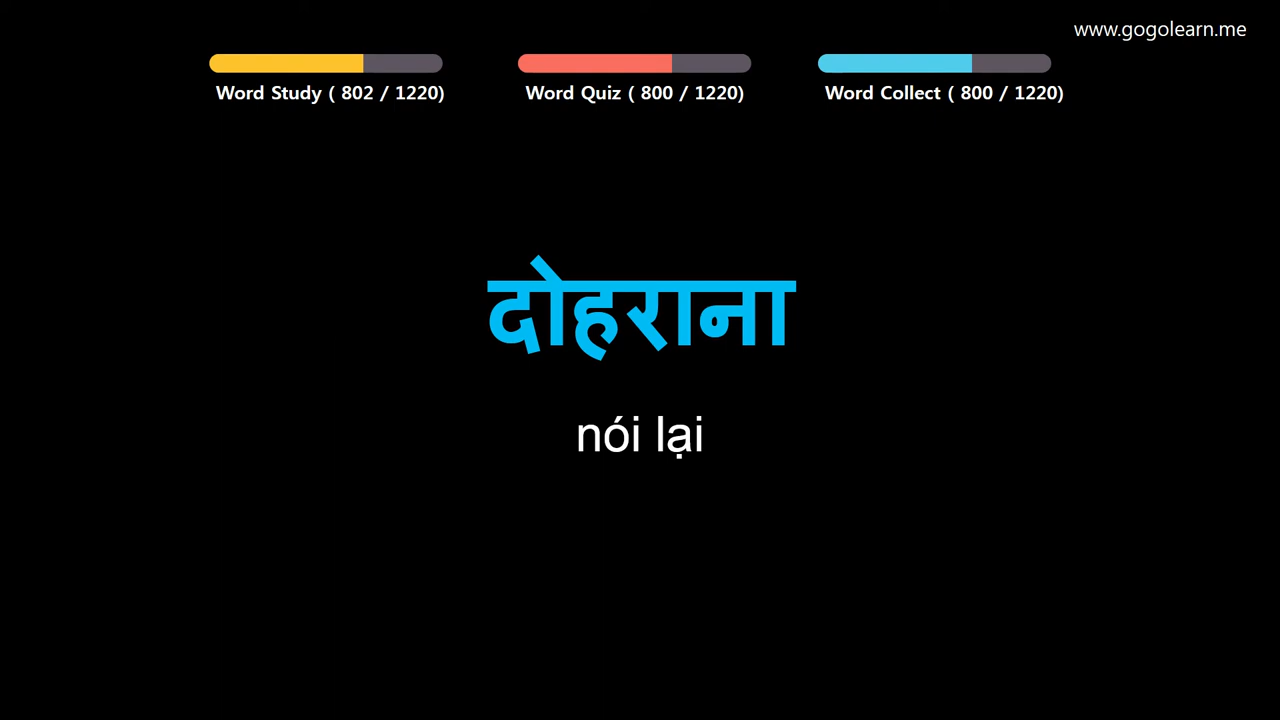 www.gogolearn.me
Word Study ( 802 / 1220)
Word Quiz ( 800 / 1220)
Word Collect ( 800 / 1220)
दोहराना
nói lại